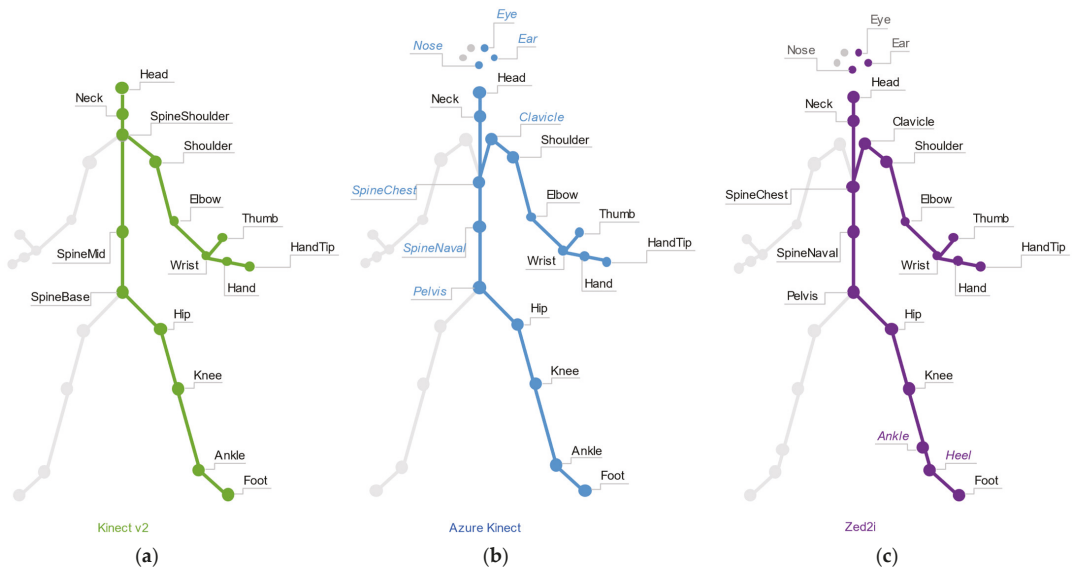 Head
Neck
SpineShoulder
Shoulder
Elbow
Thumb
SpineMid
HandTip
Wrist
Hand
SpineBase
Hip
Knee
Ankle
Foot
Kinect v2
(a)
Eye
Nose
Ear
Head
Neck
Clavicle
Shoulder
SpineChest
Elbow
Thumb
SpineNaval
HandTip
Wrist
Hand
Pelvis
Hip
Knee
Ankle
Foot
Azure Kinect
(b)
Eye
Nose
Ear
Head
Neck
Clavicle
Shoulder
SpineChest
Elbow
Thumb
SpineNaval
HandTip
Wrist
Hand
Pelvis
Hip
Knee
Ankle
Heel
Foot
Zed2i
(c)